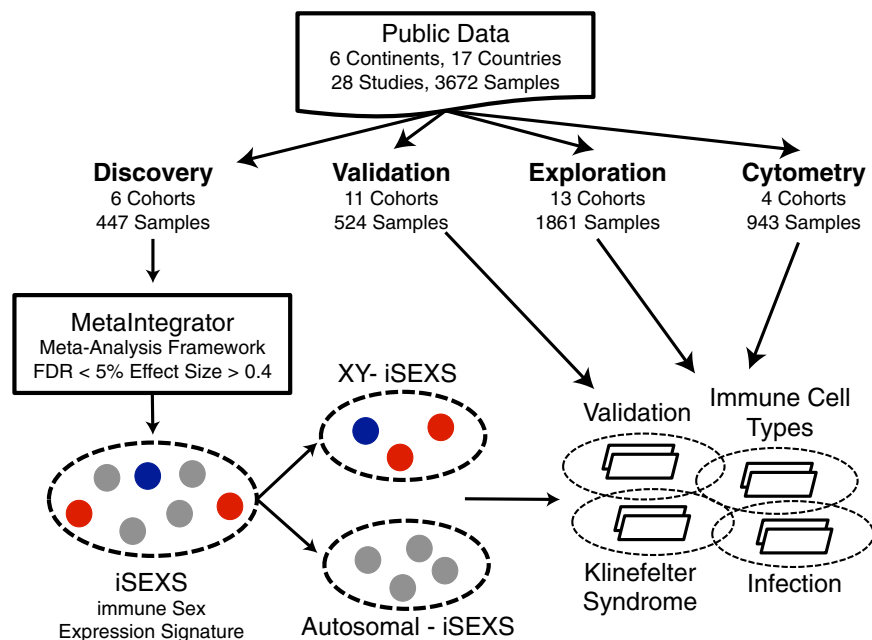 Public Data
6 Continents, 17 Countries
28 Studies, 3672 Samples
Discovery
6 Cohorts
447 Samples
Validation
11 Cohorts
524 Samples
Exploration
13 Cohorts
1861 Samples
Cytometry
4 Cohorts
943 Samples
MetaIntegrator
Meta-Analysis Framework
FDR < 5% Effect Size > 0.4
XY- iSEXS
iSEXS
immune Sex
Expression Signature
Autosomal - iSEXS
Validation
Immune Cell
Types
Klinefelter
Syndrome
Infection